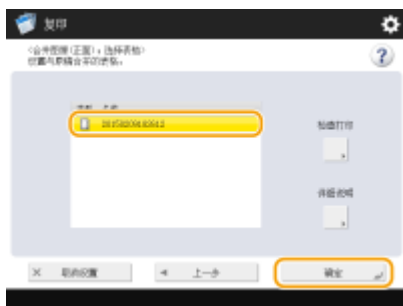 复印
<合并图像(正面):选择表格>
设置与原稿合并的表格。
类型 名称
检查打印
详细说明
取消设置
上一步
确定